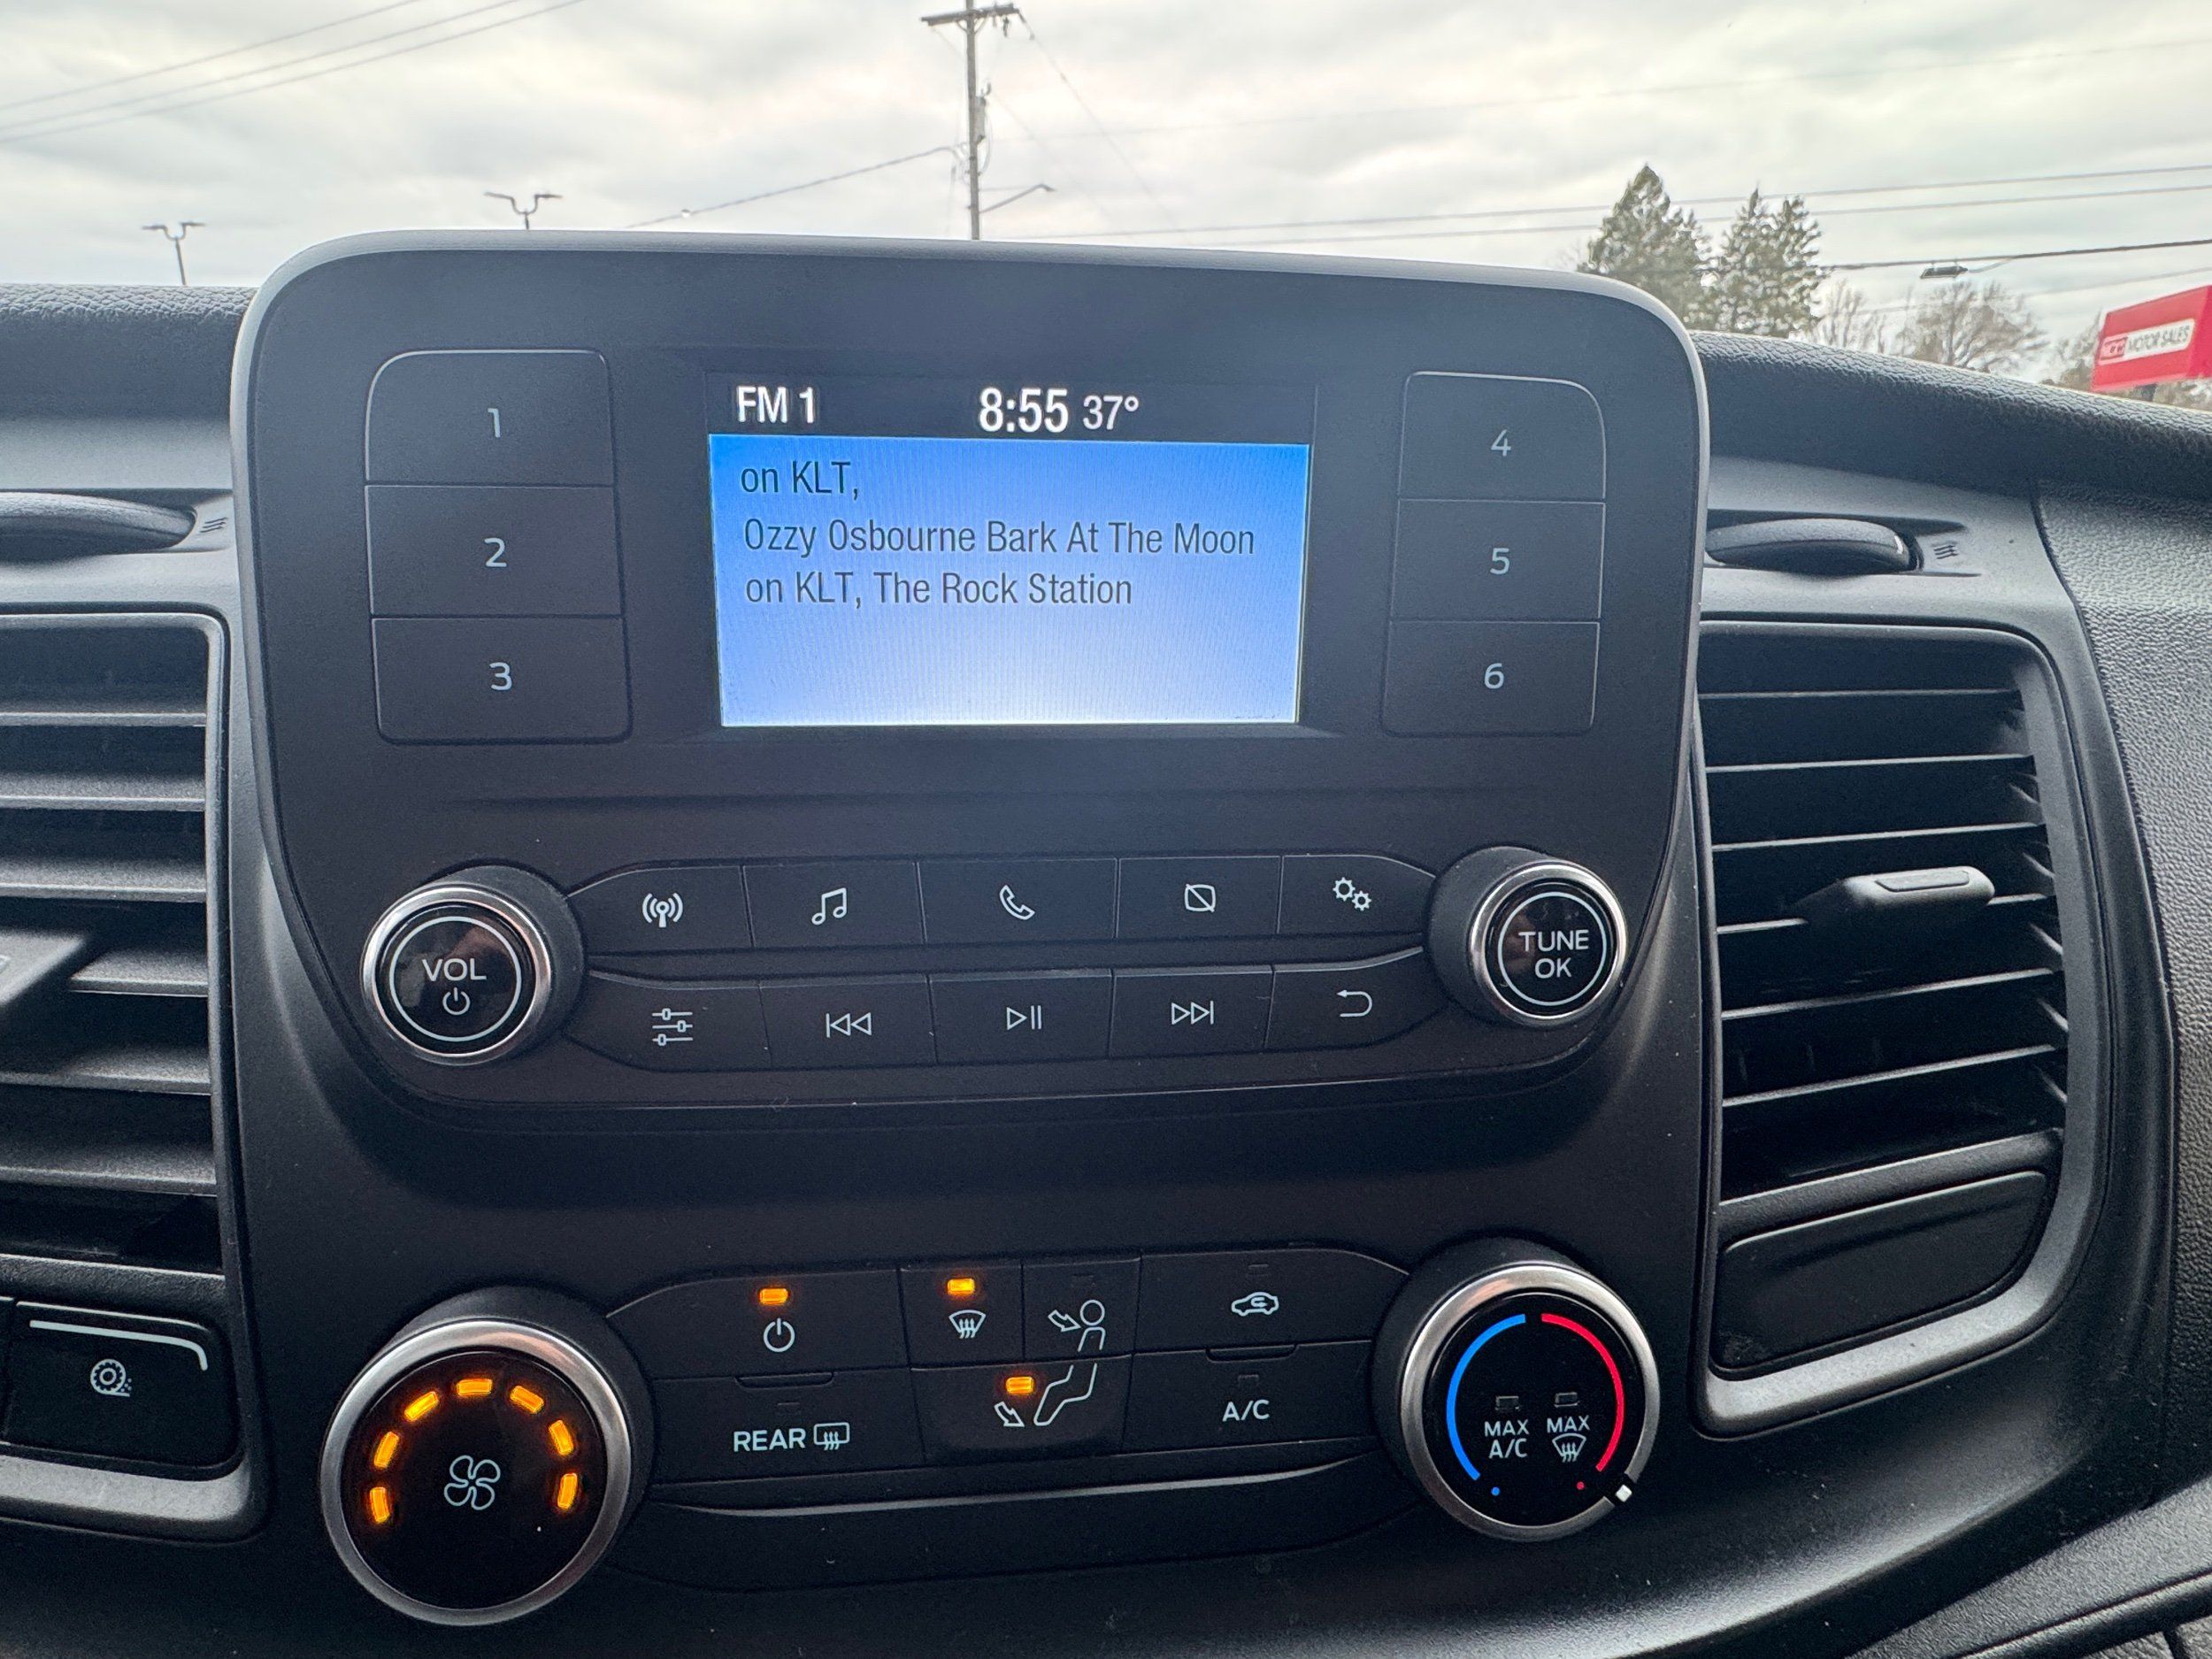 MOTOR SALES
FM 1
8:55 37°
on KLT,
Ozzy Osbourne Bark At The Moon
on KLT, The Rock Station
1
2
3
4
5
6
VOL
TUNE
OK
REAR
A/C
MAX
A/C
MAX